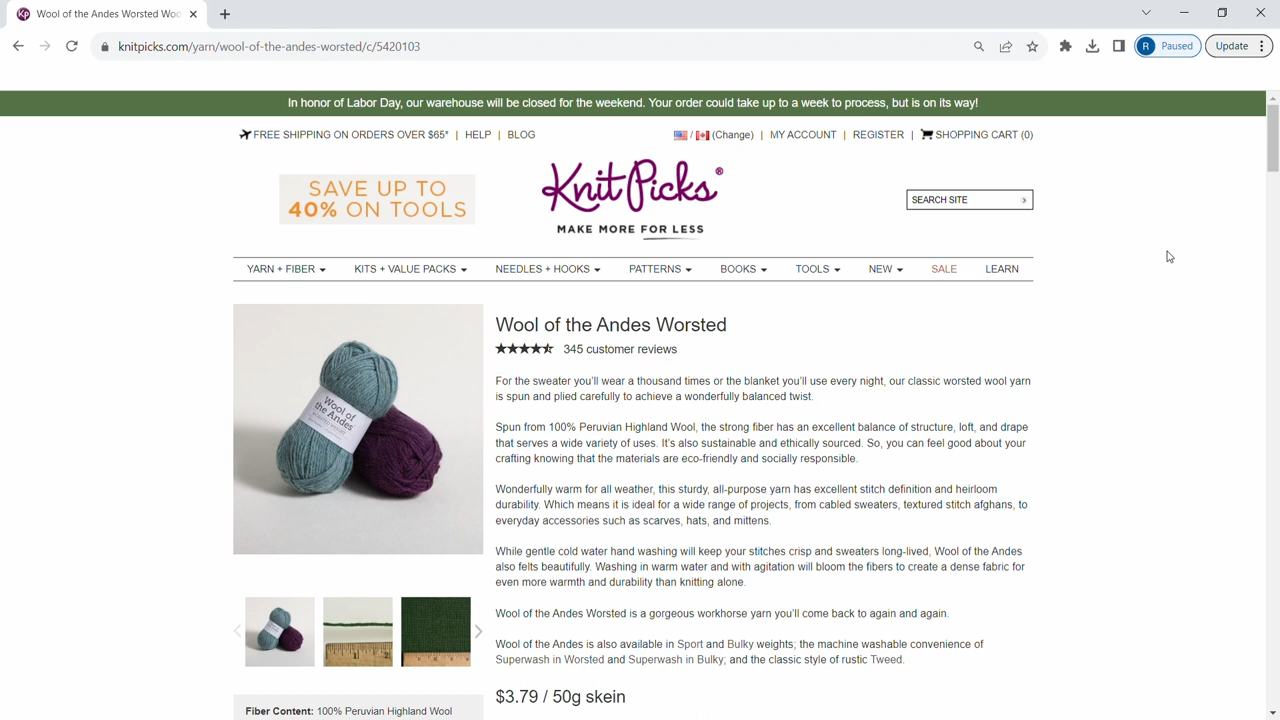 Wool of the Andes Worsted Woo
knitpicks.com/yarn/wool-of-the-andes-worsted/c/5420103
R Paused
Update
In honor of Labor Day, our warehouse will be closed for the weekend. Your order could take up to a week to process, but is on its way!
FREE SHIPPING ON ORDERS OVER $65* | HELP | BLOG
/ (Change) | MY ACCOUNT | REGISTER | SHOPPING CART (0)
SAVE UP TO
40% ON TOOLS
KnitPicks®
MAKE MORE FOR LESS
SEARCH SITE
YARN + FIBER KITS + VALUE PACKS NEEDLES + HOOKS PATTERNS BOOKS TOOLS NEW SALE LEARN
Wool of
the Andes
Wool of the Andes Worsted
345 customer reviews
For the sweater you'll wear a thousand times or the blanket you'll use every night, our classic worsted wool yarn
is spun and plied carefully to achieve a wonderfully balanced twist.
Spun from 100% Peruvian Highland Wool, the strong fiber has an excellent balance of structure, loft, and drape
that serves a wide variety of uses. It's also sustainable and ethically sourced. So, you can feel good about your
crafting knowing that the materials are eco-friendly and socially responsible.
Wonderfully warm for all weather, this sturdy, all-purpose yarn has excellent stitch definition and heirloom
durability. Which means it is ideal for a wide range of projects, from cabled sweaters, textured stitch afghans, to
everyday accessories such as scarves, hats, and mittens.
While gentle cold water hand washing will keep your stitches crisp and sweaters long-lived, Wool of the Andes
also felts beautifully. Washing in warm water and with agitation will bloom the fibers to create a dense fabric for
even more warmth and durability than knitting alone.
Wool of the Andes Worsted is a gorgeous workhorse yarn you'll come back to again and again.
Wool of the Andes is also available in Sport and Bulky weights; the machine washable convenience of
Superwash in Worsted and Superwash in Bulky; and the classic style of rustic Tweed.
$3.79 / 50g skein
Fiber Content: 100% Peruvian Highland Wool